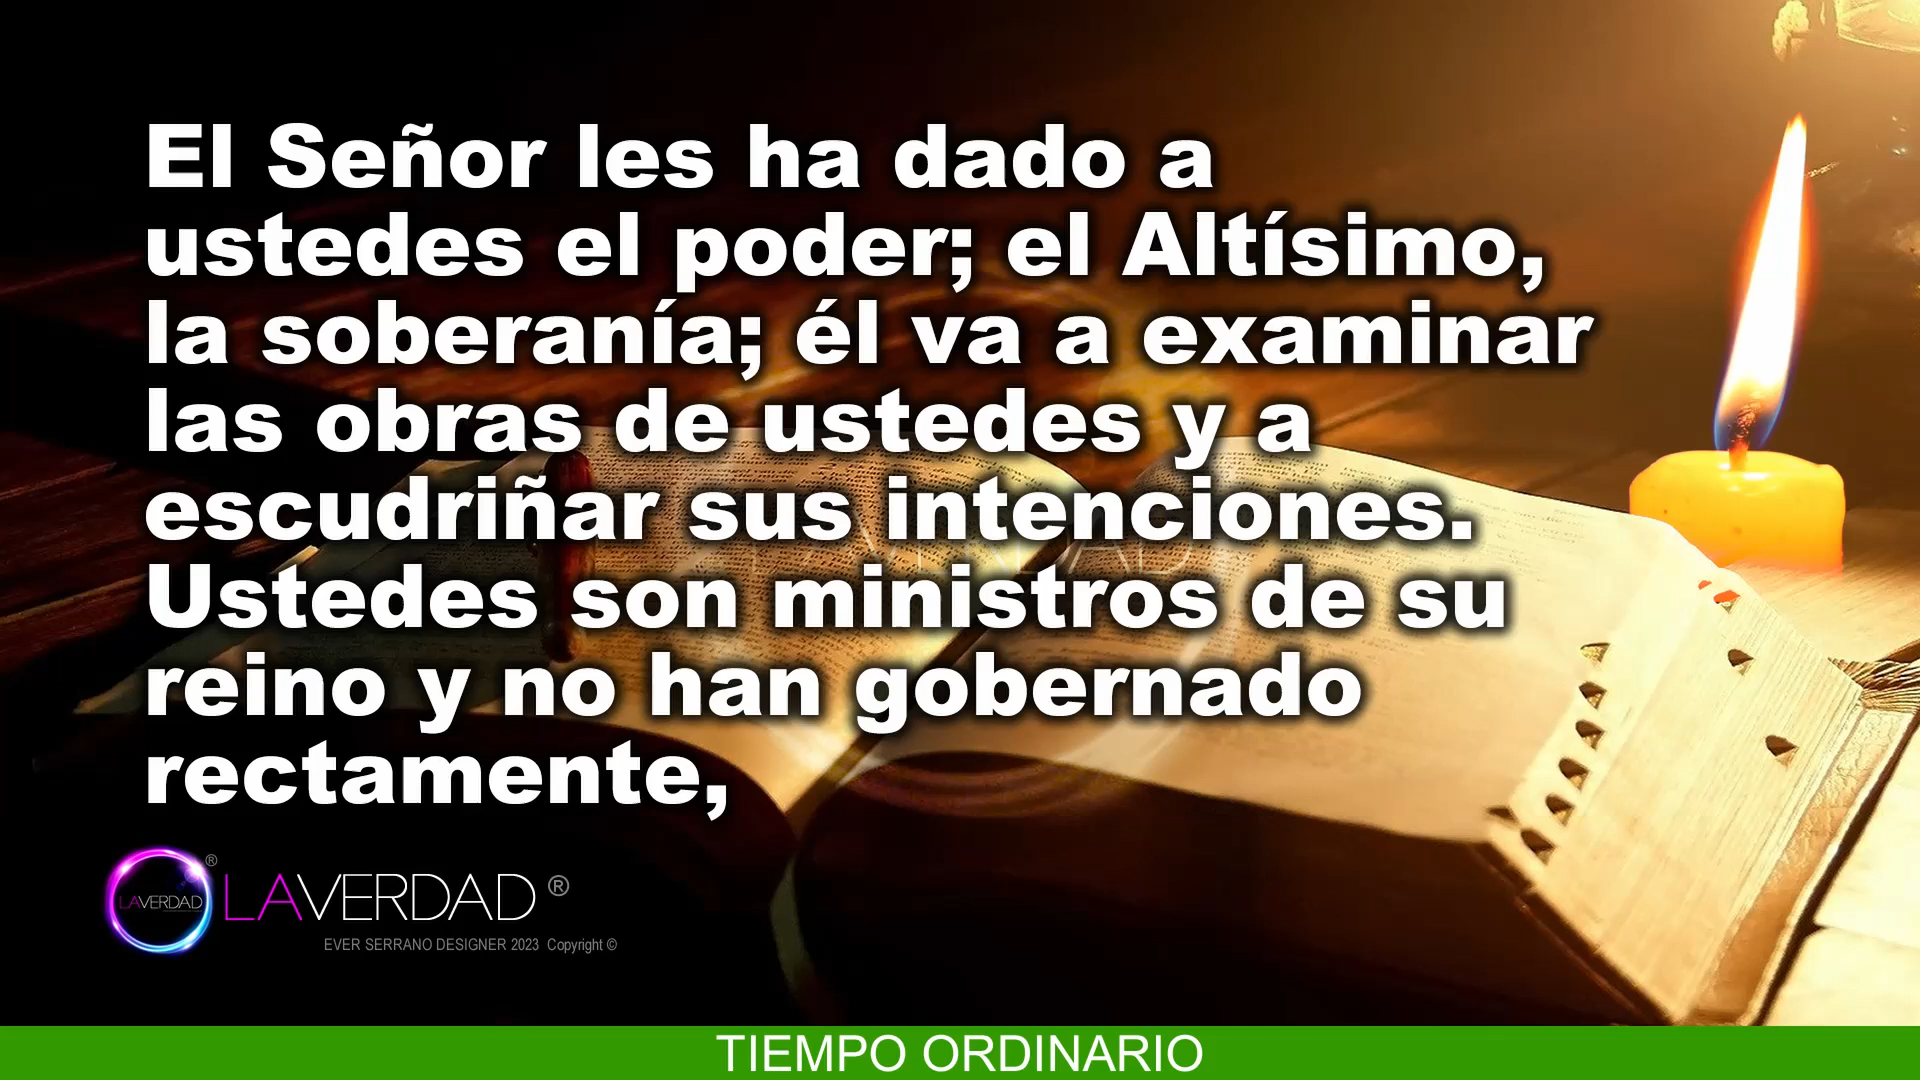 El Señor les ha dado a
ustedes el poder; el Altísimo,
la soberanía; él va a examinar
las obras de ustedes y a
escudriñar sus intenciones.
Ustedes son ministros de su
reino y no han gobernado
rectamente,
LAVERDAD ®
LAVERDAD ®
EVER SERRANO DESIGNER 2023 Copyright ©
TIEMPO ORDINARIO